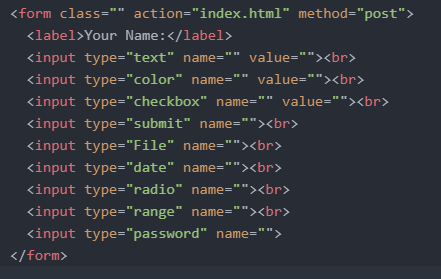 <form class="" action="index.html" method="post">
<label>Your Name:</label>
<input type="text" name="" value=""><br>
<input type="color" name="" value=""><br>
<input type="checkbox" name="" value=""><br>
<input type="submit" name=""><br>
<input type="File" name=""><br>
<input type="date" name=""><br>
<input type="radio" name=""><br>
<input type="range" name=""><br>
<input type="password" name="">
</form>